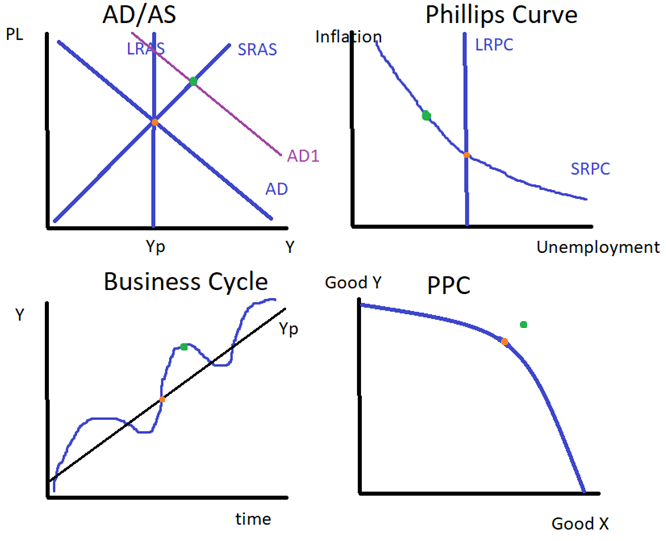 AD/AS
PL
LRAS
SRAS
AD1
AD
Yp
Y
Phillips Curve
Inflation
LRPC
SRPC
Unemployment
Business Cycle
Y
Yp
time
PPC
Good Y
Good X